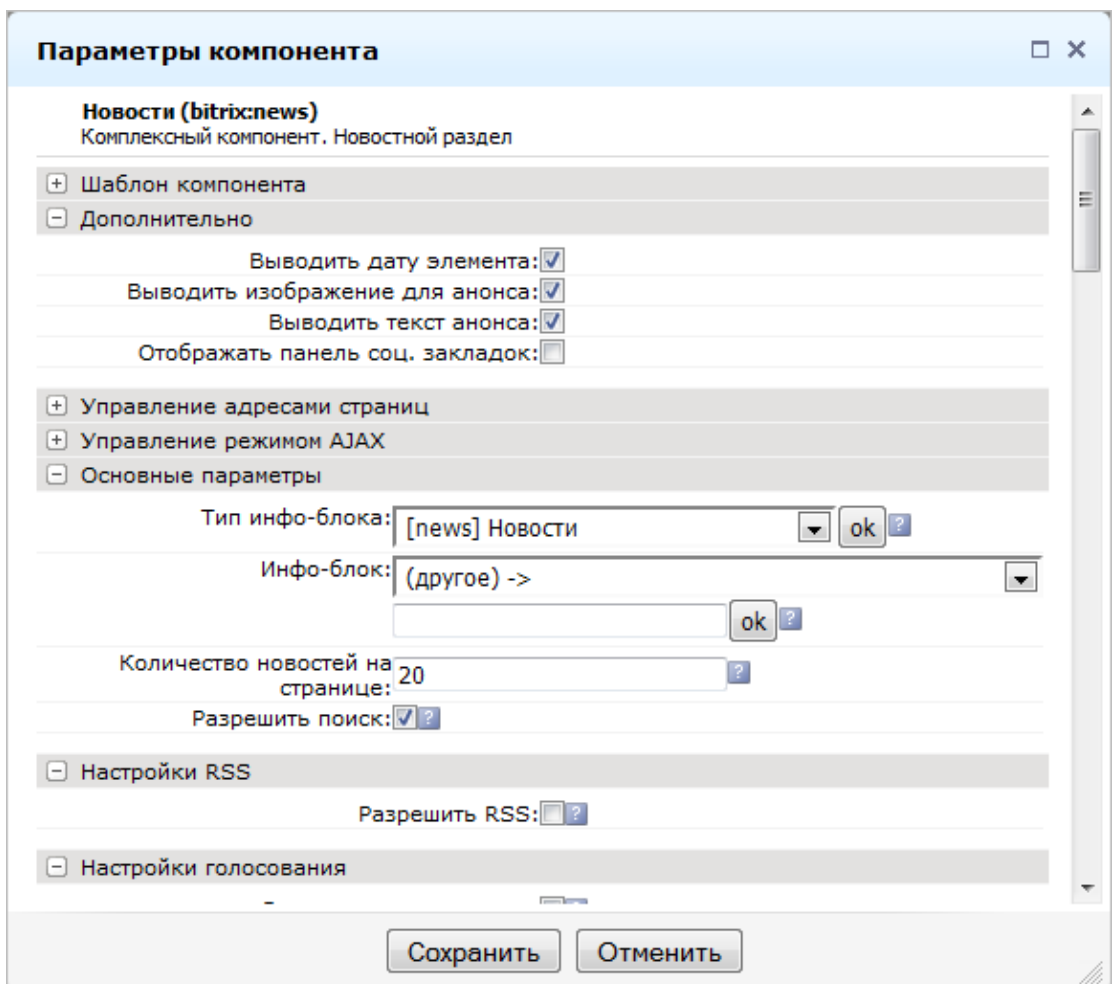 Параметры компонента
Новости (bitrix:news)
Комплексный компонент. Новостной раздел
Шаблон компонента
Дополнительно
Выводить дату элемента:
Выводить изображение для анонса:
Выводить текст анонса:
Отображать панель соц. закладок:
Управление адресами страниц
Управление режимом AJAX
Основные параметры
Тип инфо-блока: [news] Новости ok ?
Инфо-блок: (другое) ->
ok ?
Количество новостей на
странице: 20 ?
Разрешить поиск: ?
Настройки RSS
Разрешить RSS: ?
Настройки голосования
Сохранить Отменить